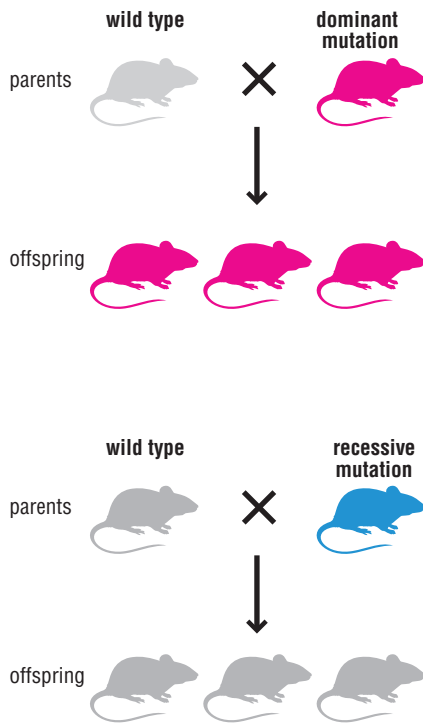 wild type
dominant
mutation
parents
offspring
wild type
recessive
mutation
parents
offspring